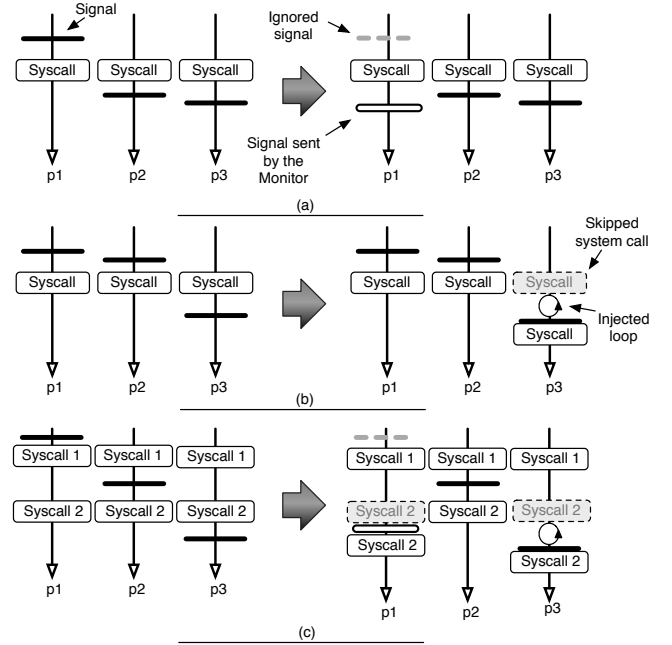 Signal
Ignored
signal
Syscall Syscall Syscall Syscall Syscall Syscall
Signal sent
by the
Monitor
p1 p2 p3 p1 p2 p3
(a)
Skipped
system call
Syscall Syscall Syscall Syscall Syscall Syscall
Injected
loop
Syscall
p1 p2 p3 p1 p2 p3
(b)
Syscall 1 Syscall 1 Syscall 1 Syscall 1 Syscall 1 Syscall 1
Syscall 2 Syscall 2 Syscall 2 Syscall 2 Syscall 2 Syscall 2
Syscall 2 Syscall 2
p1 p2 p3 p1 p2 p3
(c)